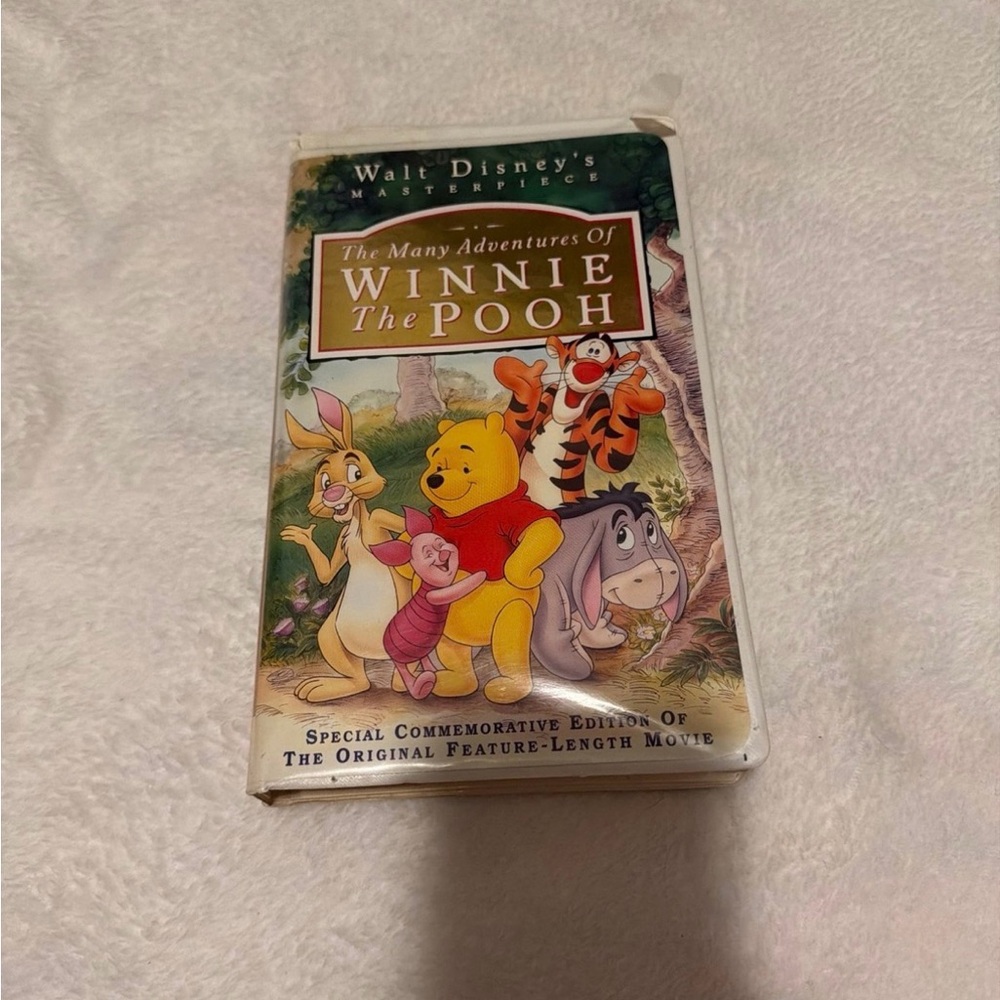 Walt Disney's
MASTERPIECE
The Many Adventures Of
WINNIE
The POOH
SPECIAL COMMEMORATIVE EDITION OF
THE ORIGINAL FEATURE-LENGTH MOVIE